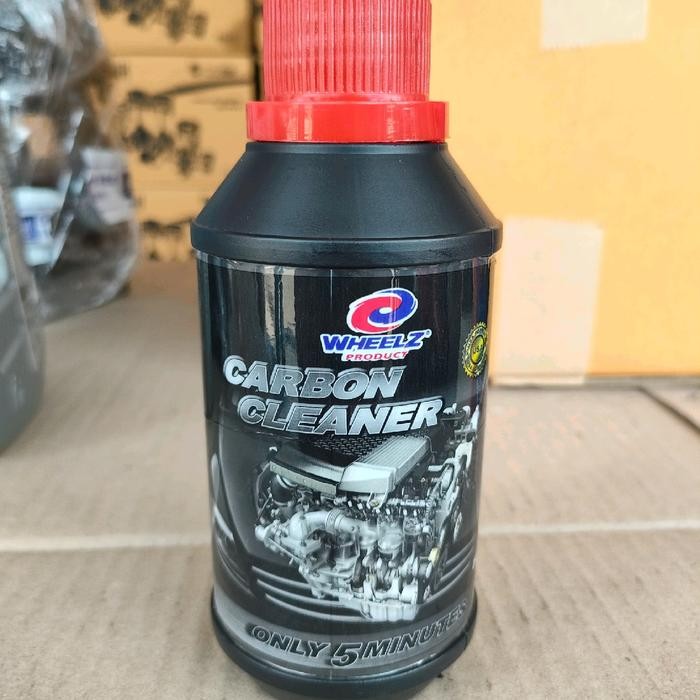 WHEELZ®
PRODUCT
CARBON
CLEANER
ONLY 5 MINUTES